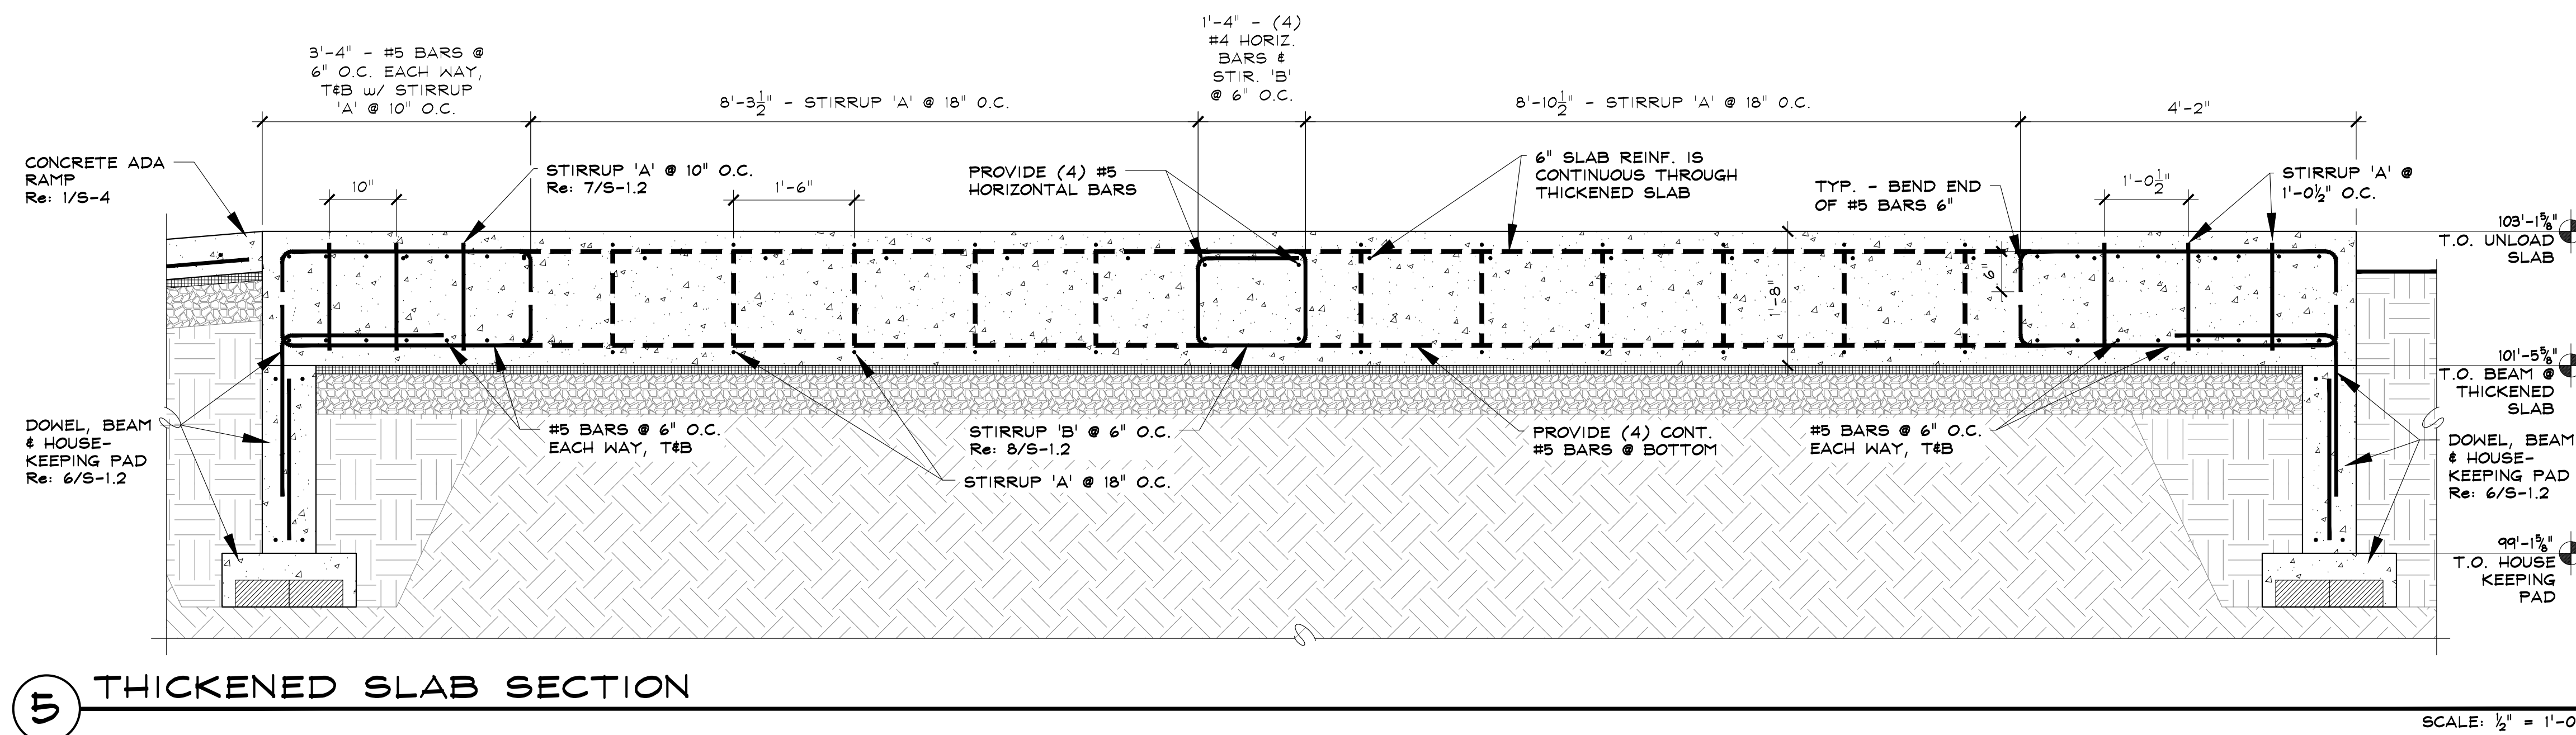 3'-4" - #5 BARS @
6" O.C. EACH WAY,
T&B w/ STIRRUP
'A' @ 10" O.C.
8'-3½" - STIRRUP 'A' @ 18" O.C.
1'-4" - (4)
#4 HORIZ.
BARS &
STIR. 'B'
@ 6" O.C.
8'-10½" - STIRRUP 'A' @ 18" O.C.
4'-2"
CONCRETE ADA
RAMP
Re: 1/S-4
10"
STIRRUP 'A' @ 10" O.C.
Re: 7/S-1.2
1'-6"
PROVIDE (4) #5
HORIZONTAL BARS
6" SLAB REINF. IS
CONTINUOUS THROUGH
THICKENED SLAB
TYP. - BEND END
OF #5 BARS 6"
1'-0½"
STIRRUP 'A' @
1'-0½" O.C.
103'-1⅝"
T.O. UNLOAD
SLAB
6"
1'-8"
101'-5⅝"
T.O. BEAM @
THICKENED
SLAB
DOWEL, BEAM
& HOUSE-
KEEPING PAD
Re: 6/S-1.2
#5 BARS @ 6" O.C.
EACH WAY, T&B
STIRRUP 'B' @ 6" O.C.
Re: 8/S-1.2
STIRRUP 'A' @ 18" O.C.
PROVIDE (4) CONT.
#5 BARS @ BOTTOM
#5 BARS @ 6" O.C.
EACH WAY, T&B
DOWEL, BEAM
& HOUSE-
KEEPING PAD
Re: 6/S-1.2
99'-1⅝"
T.O. HOUSE
KEEPING
PAD
5 THICKENED SLAB SECTION
SCALE: ½" = 1'-0